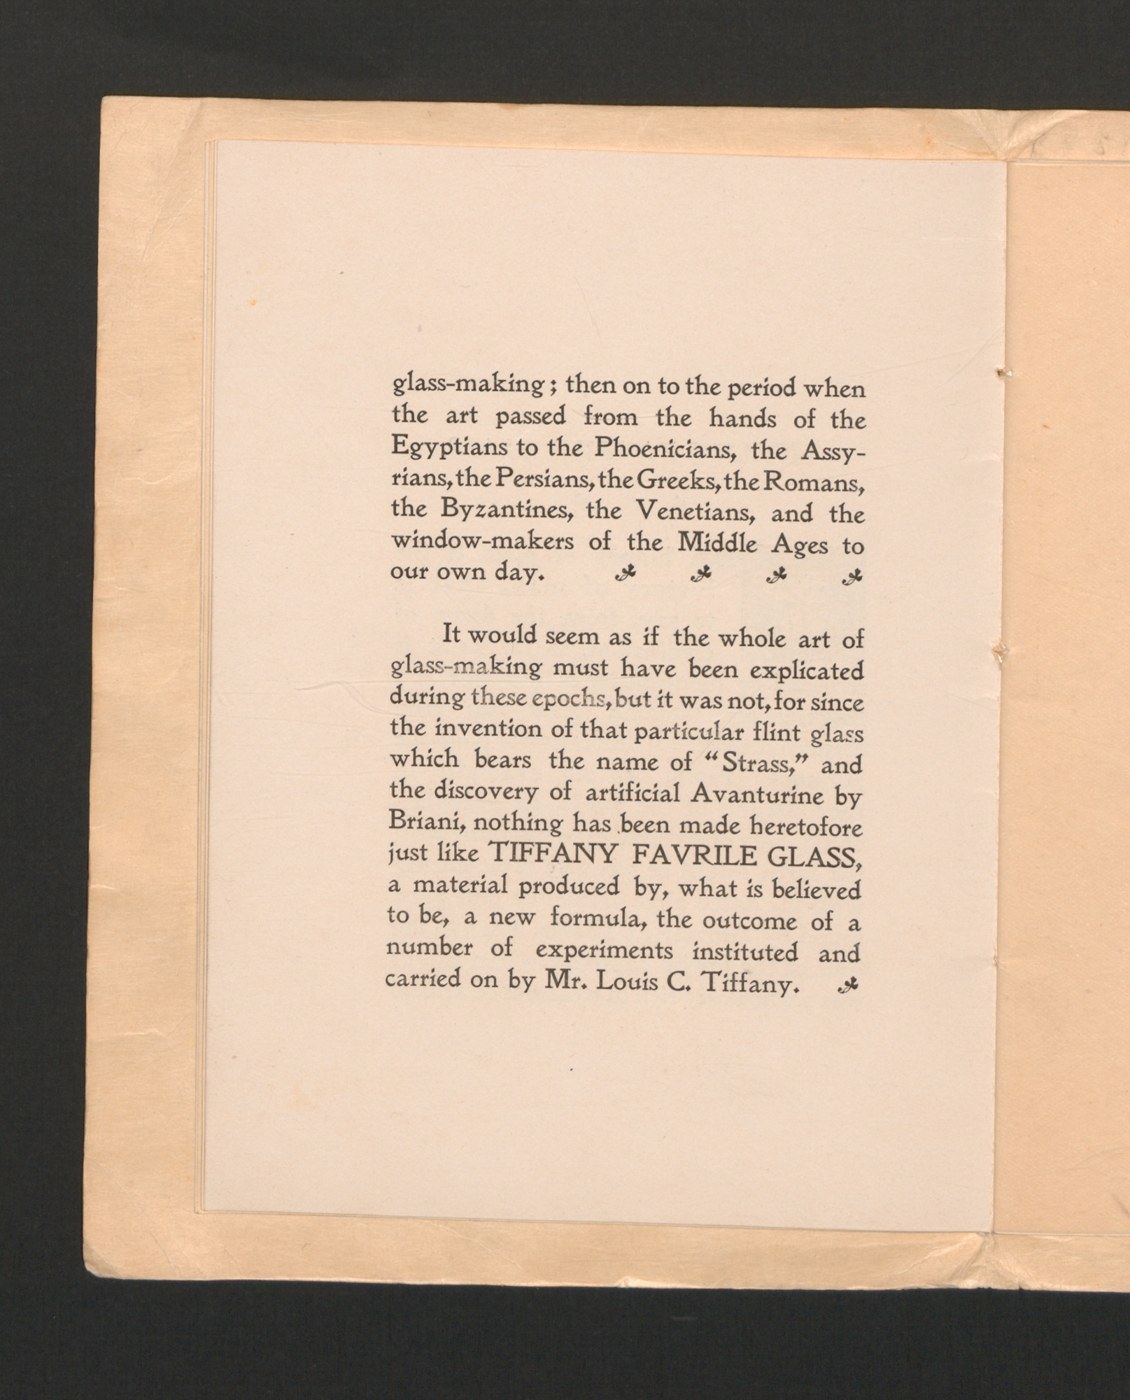 glass-making; then on to the period when
the art passed from the hands of the
Egyptians to the Phoenicians, the Assy-
rians, the Persians, the Greeks, the Romans,
the Byzantines, the Venetians, and the
window-makers of the Middle Ages to
our own day.
It would seem as if the whole art of
glass-making must have been explicated
during these epochs, but it was not, for since
the invention of that particular flint glass
which bears the name of “Strass,” and
the discovery of artificial Avanturine by
Briani, nothing has been made heretofore
just like TIFFANY FAVRILE GLASS,
a material produced by, what is believed
to be, a new formula, the outcome of a
number of experiments instituted and
carried on by Mr. Louis C. Tiffany.